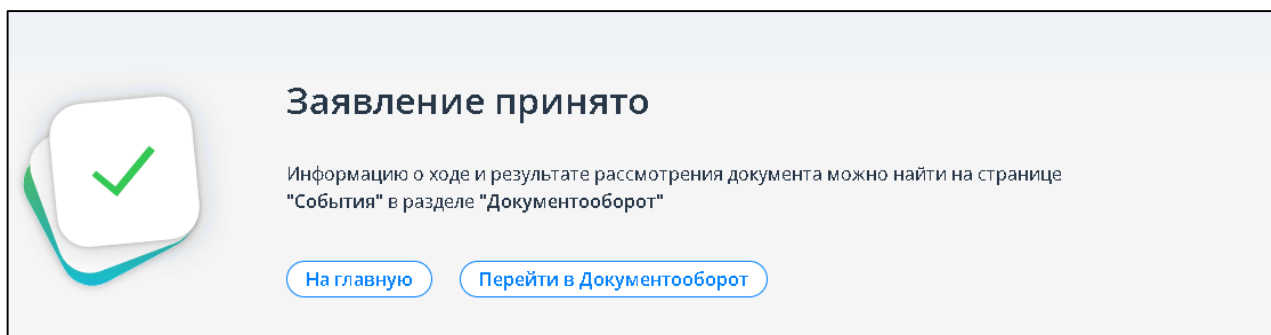 Заявление принято
Информацию о ходе и результате рассмотрения документа можно найти на странице
"События" в разделе "Документооборот"
На главную Перейти в Документооборот